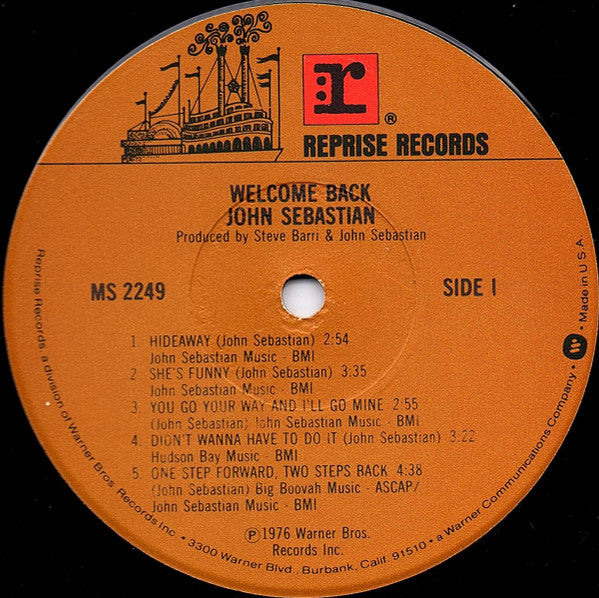 r
®
REPRISE RECORDS
WELCOME BACK
JOHN SEBASTIAN
Produced by Steve Barri & John Sebastian
MS 2249
SIDE 1
1. HIDEAWAY (John Sebastian) 2:54
John Sebastian Music - BMI
2. SHE'S FUNNY (John Sebastian) 3:35
John Sebastian Music - BMI
3. YOU GO YOUR WAY AND I'LL GO MINE 2:55
(John Sebastian) John Sebastian Music - BMI
4. DIDN'T WANNA HAVE TO DO IT (John Sebastian) 3:22
Hudson Bay Music - BMI
5. ONE STEP FORWARD, TWO STEPS BACK 4:38
(John Sebastian) Big Boovah Music - ASCAP/
John Sebastian Music - BMI
℗1976 Warner Bros.
Records Inc.
Reprise Records, a division of Warner Bros. Records Inc. • 3300 Warner Blvd., Burbank, Calif. 91510 • a Warner Communications Company • W • Made in U.S.A.